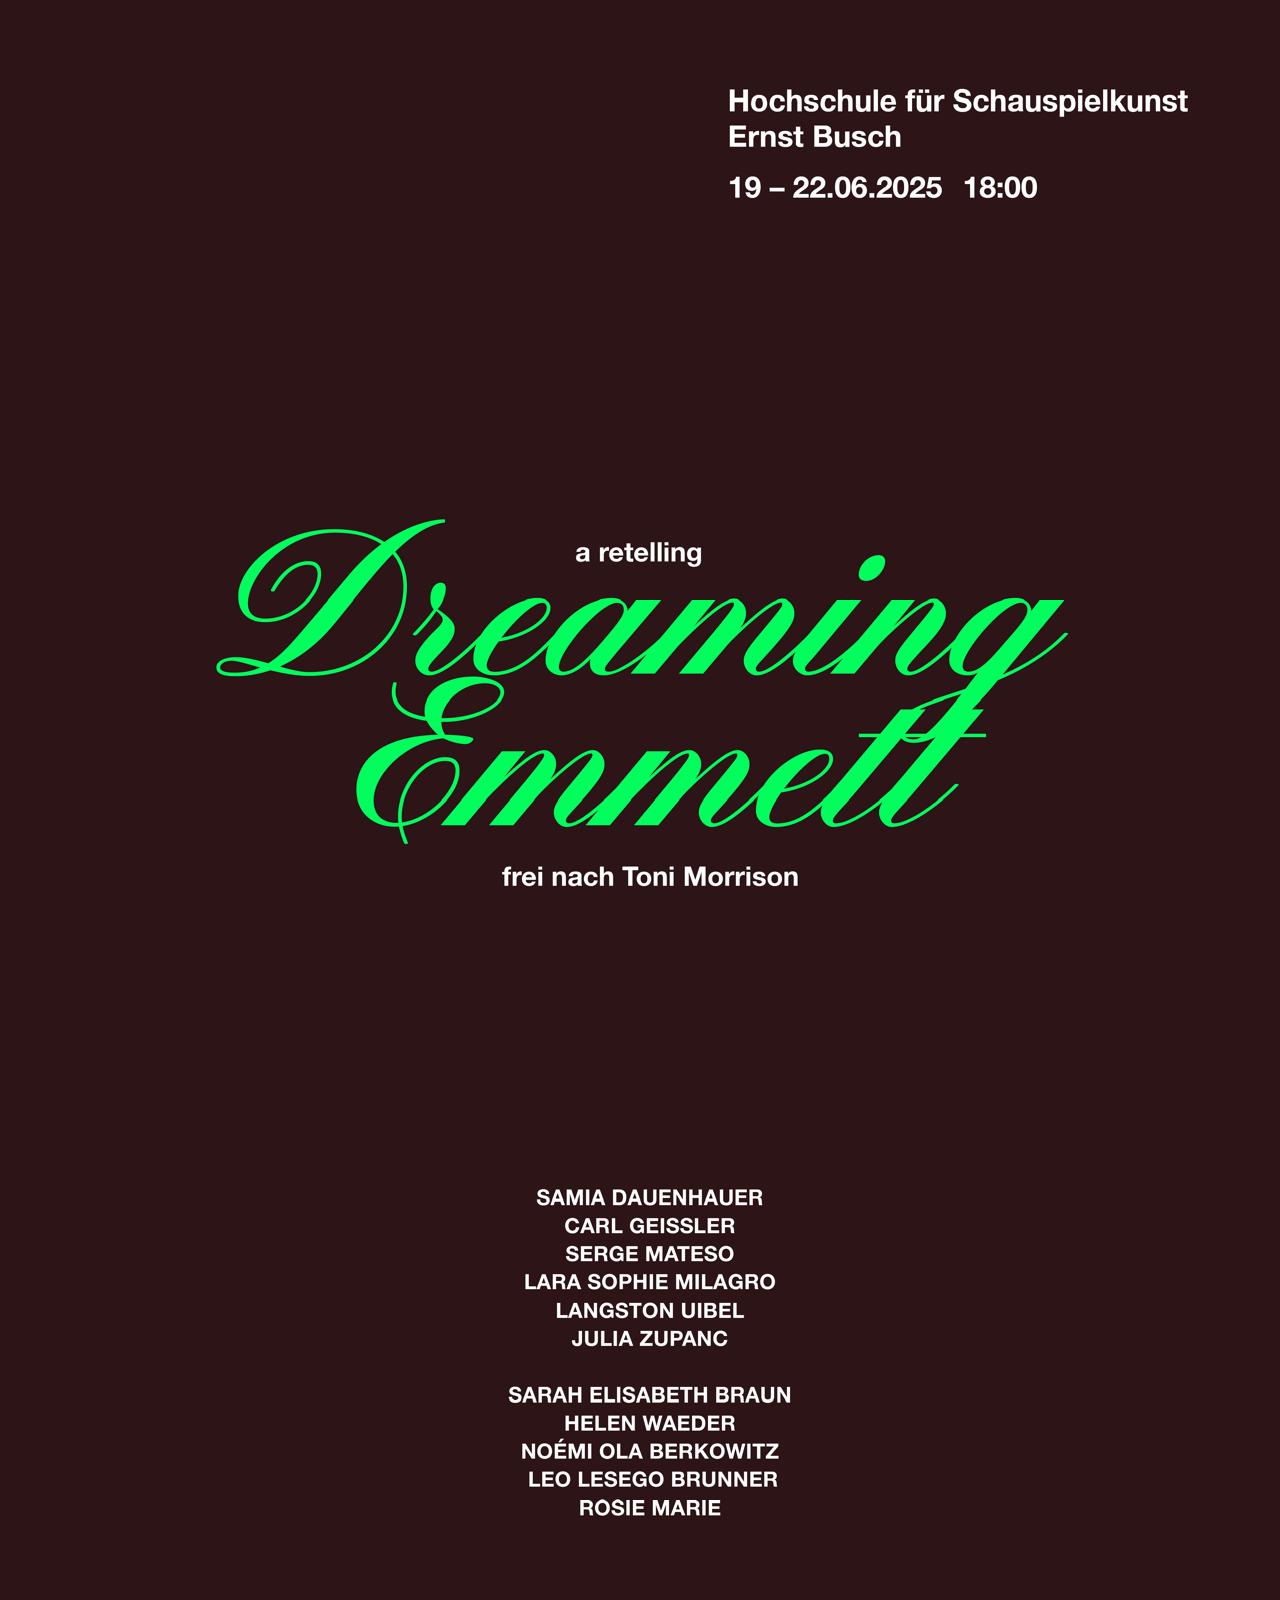 Hochschule für Schauspielkunst
Ernst Busch
19 – 22.06.2025 18:00
a retelling
Dreaming
Emmett
frei nach Toni Morrison
SAMIA DAUENHAUER
CARL GEISSLER
SERGE MATESO
LARA SOPHIE MILAGRO
LANGSTON UIBEL
JULIA ZUPANC
SARAH ELISABETH BRAUN
HELEN WAEDER
NOÉMI OLA BERKOWITZ
LEO LESEGO BRUNNER
ROSIE MARIE